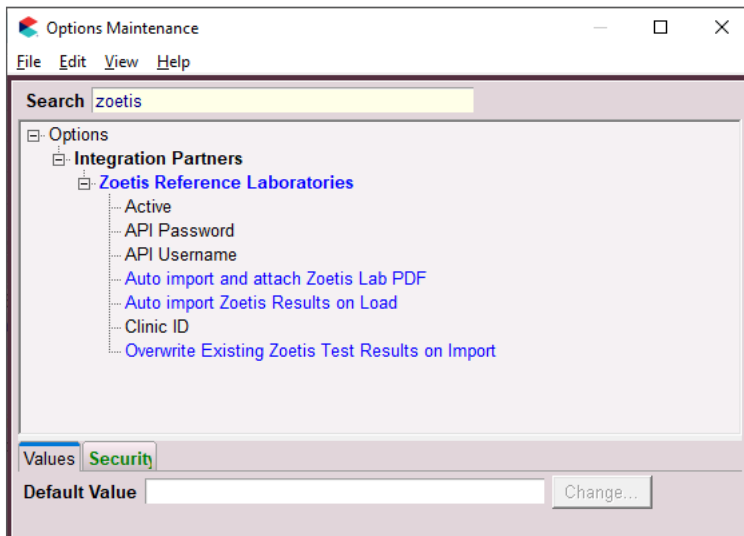 Options Maintenance
File Edit View Help
Search zoetis
Options
Integration Partners
Zoetis Reference Laboratories
Active
API Password
API Username
Auto import and attach Zoetis Lab PDF
Auto import Zoetis Results on Load
Clinic ID
Overwrite Existing Zoetis Test Results on Import
Values Security
Default Value Change...